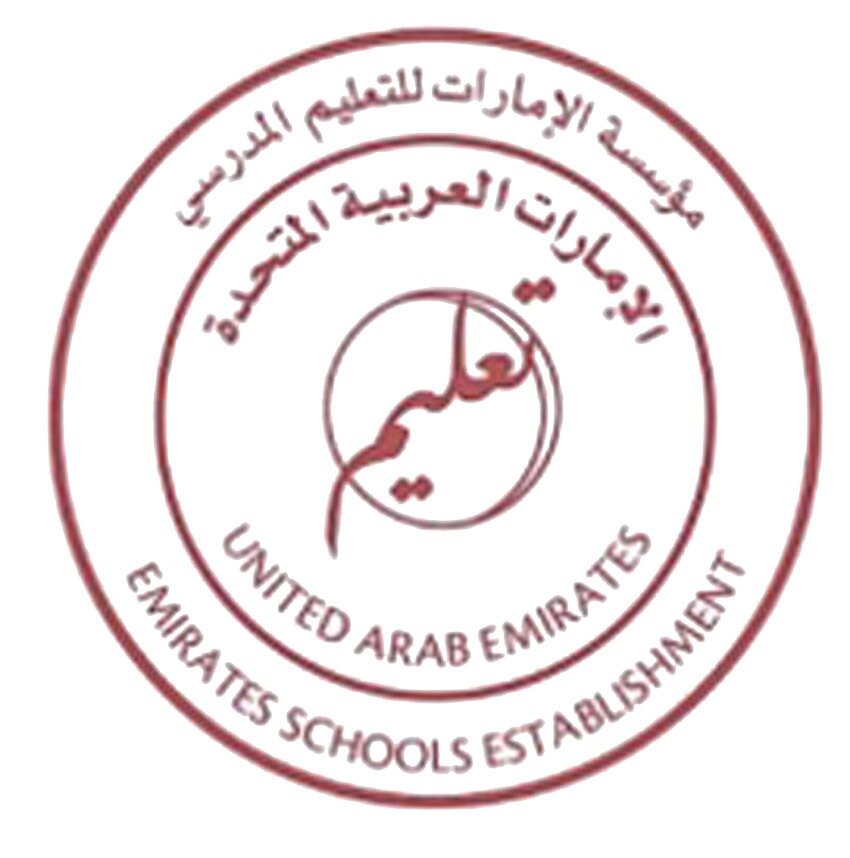 مؤسسة الإمارات للتعليم المدرسي
الإمارات العربية المتحدة
تعليم
UNITED ARAB EMIRATES
EMIRATES SCHOOLS ESTABLISHMENT